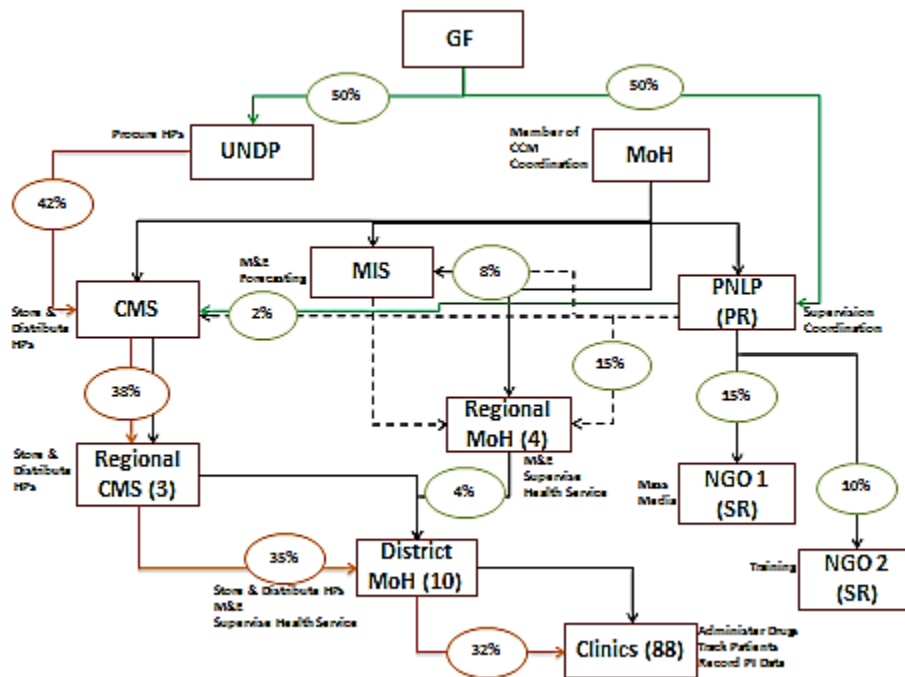 GF
50%
50%
Procure HPs
UNDP
Member of
CCM
Coordination
MoH
42%
M&E
Forecasting
MIS
8%
Store &
Distribute
HPs
CMS
2%
PNLP
(PR)
Supervision
Coordination
38%
15%
15%
Store &
Distribute
HPs
Regional
CMS (3)
Regional
MoH (4)
M&E
Supervise
Health Service
Mass
Media
NGO 1
(SR)
10%
4%
35%
District
MoH (10)
Training
NGO 2
(SR)
Store & Distribute HPs
M&E
Supervise Health Service
32%
Clinics (88)
Administer Drugs
Track Patients
Record PI Data